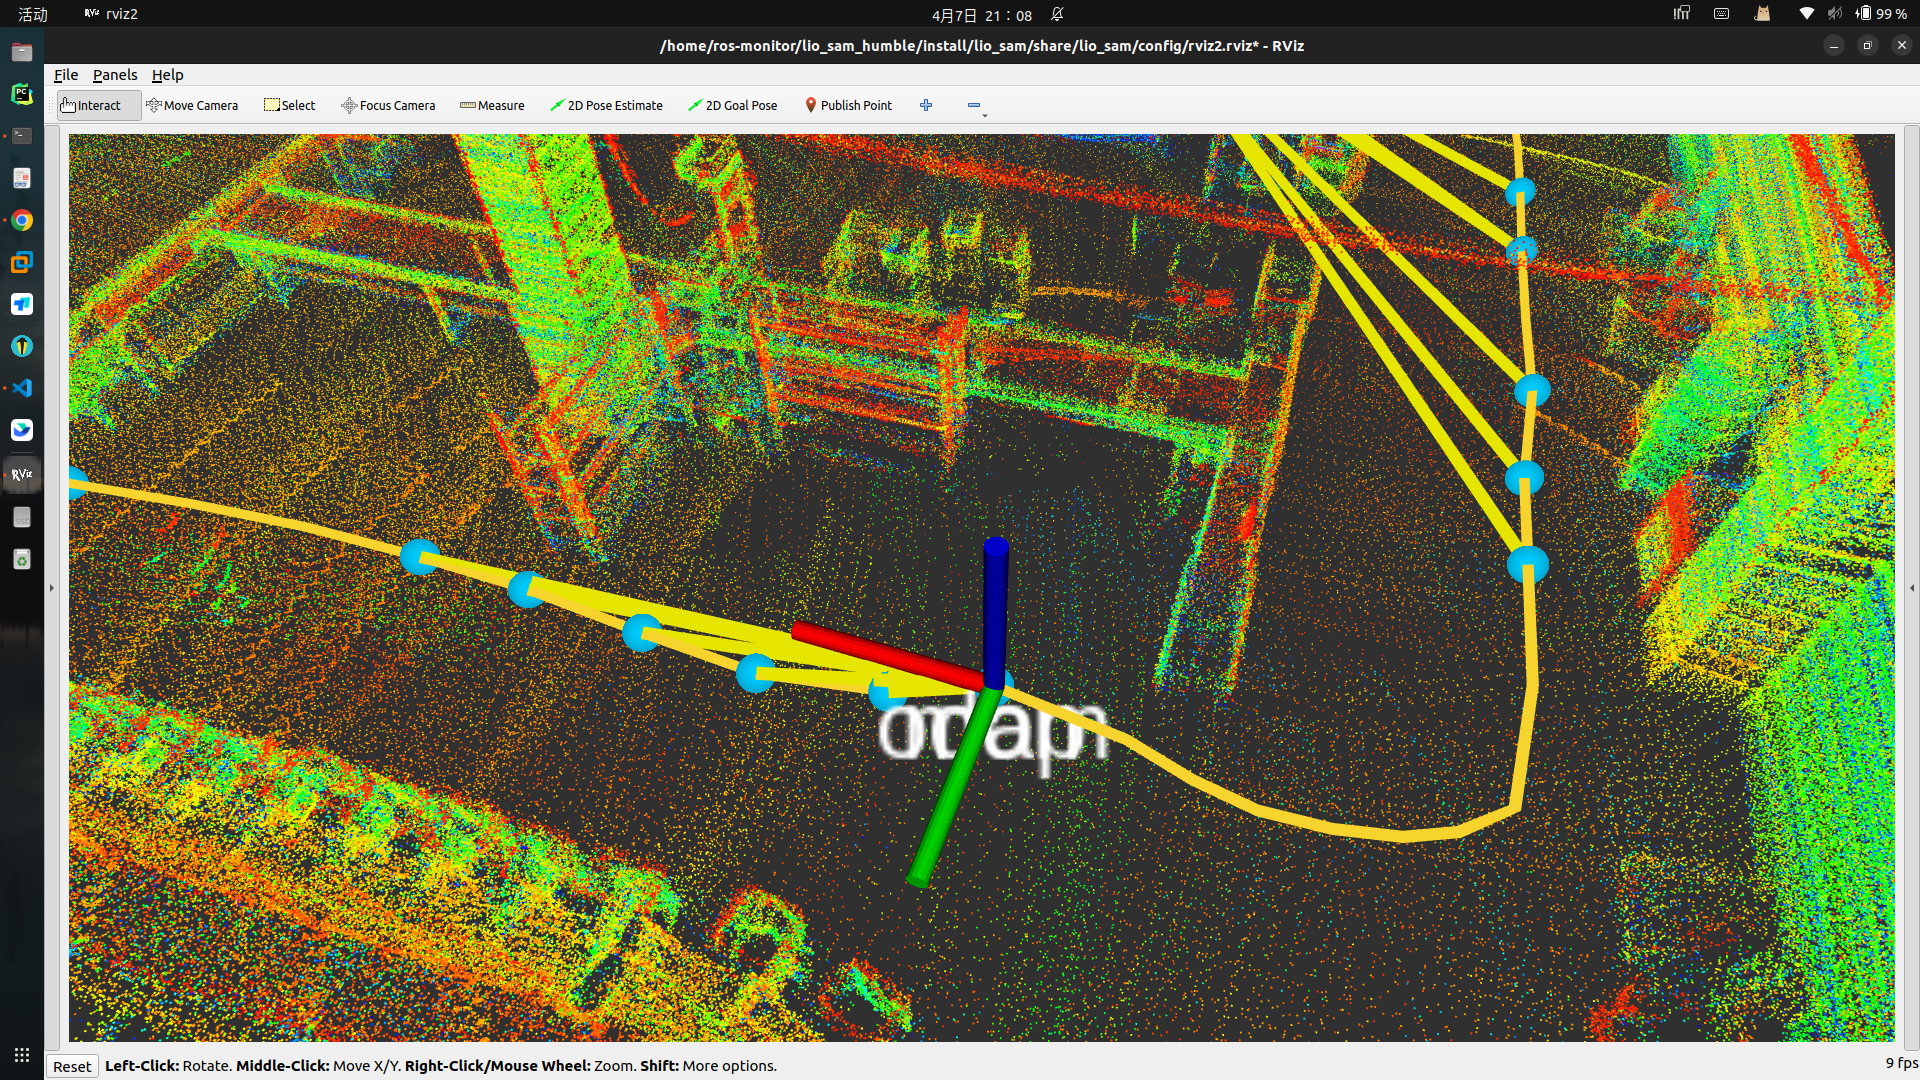 活动
rviz2
4月7日 21：08
99 %
/home/ros-monitor/lio_sam_humble/install/lio_sam/share/lio_sam/config/rviz2.rviz* - RViz
File Panels Help
Interact Move Camera Select Focus Camera Measure 2D Pose Estimate 2D Goal Pose Publish Point
PC
RViz
SSD
Reset Left-Click: Rotate. Middle-Click: Move X/Y. Right-Click/Mouse Wheel: Zoom. Shift: More options.
9 fps